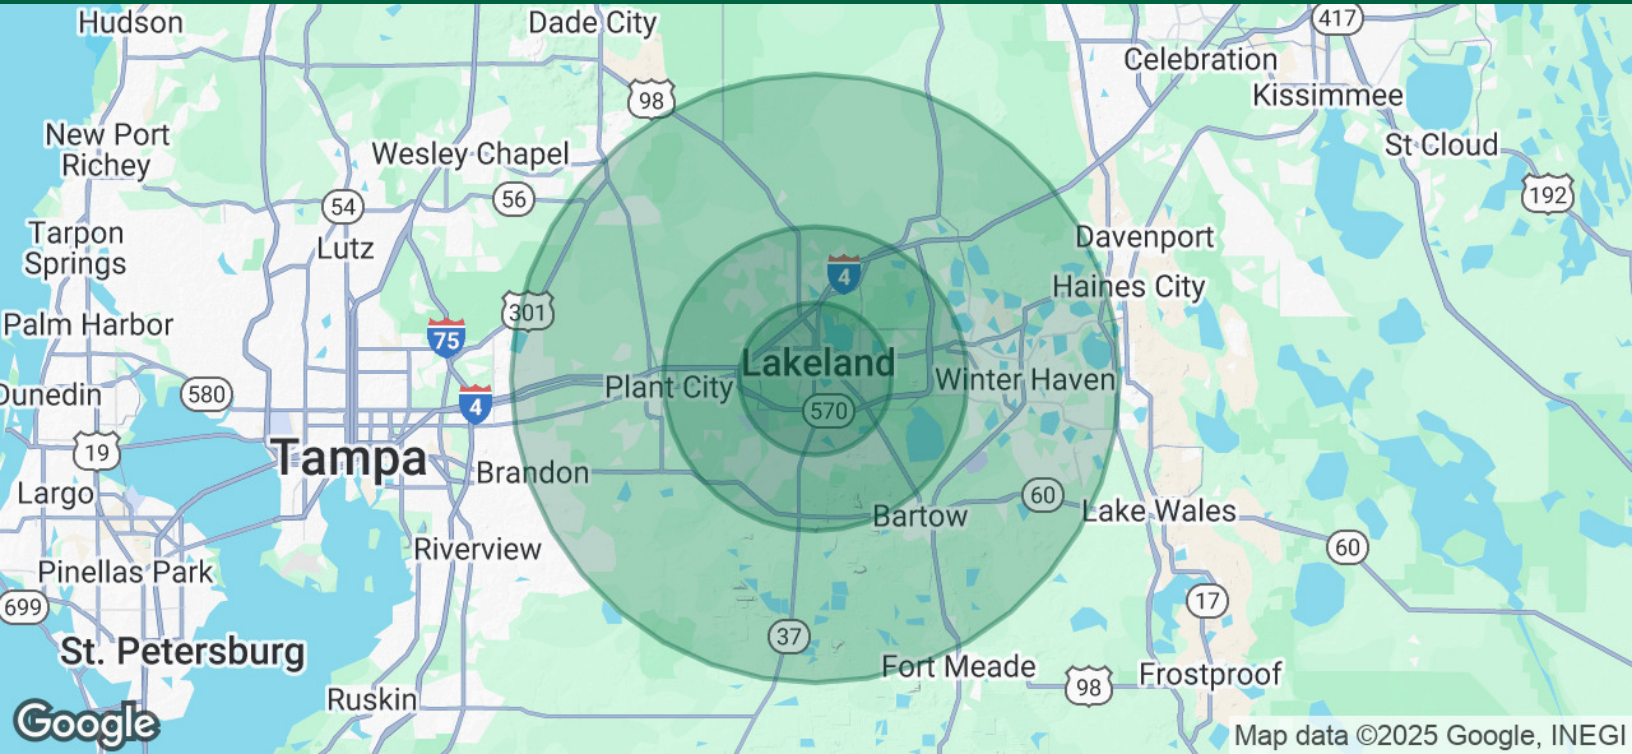 Hudson
Dade City
417
Celebration
98
Kissimmee
New Port
Richey
Wesley Chapel
St Cloud
54
56
192
Tarpon
Springs
Lutz
Davenport
4
Haines City
301
Palm Harbor
75
Lakeland
Dunedin
580
4
Plant City
Winter Haven
570
19
Tampa
Brandon
Largo
60
Bartow
Lake Wales
60
Riverview
Pinellas Park
699
17
37
St. Petersburg
Fort Meade
Frostproof
98
Ruskin
Google
Map data ©2025 Google, INEGI